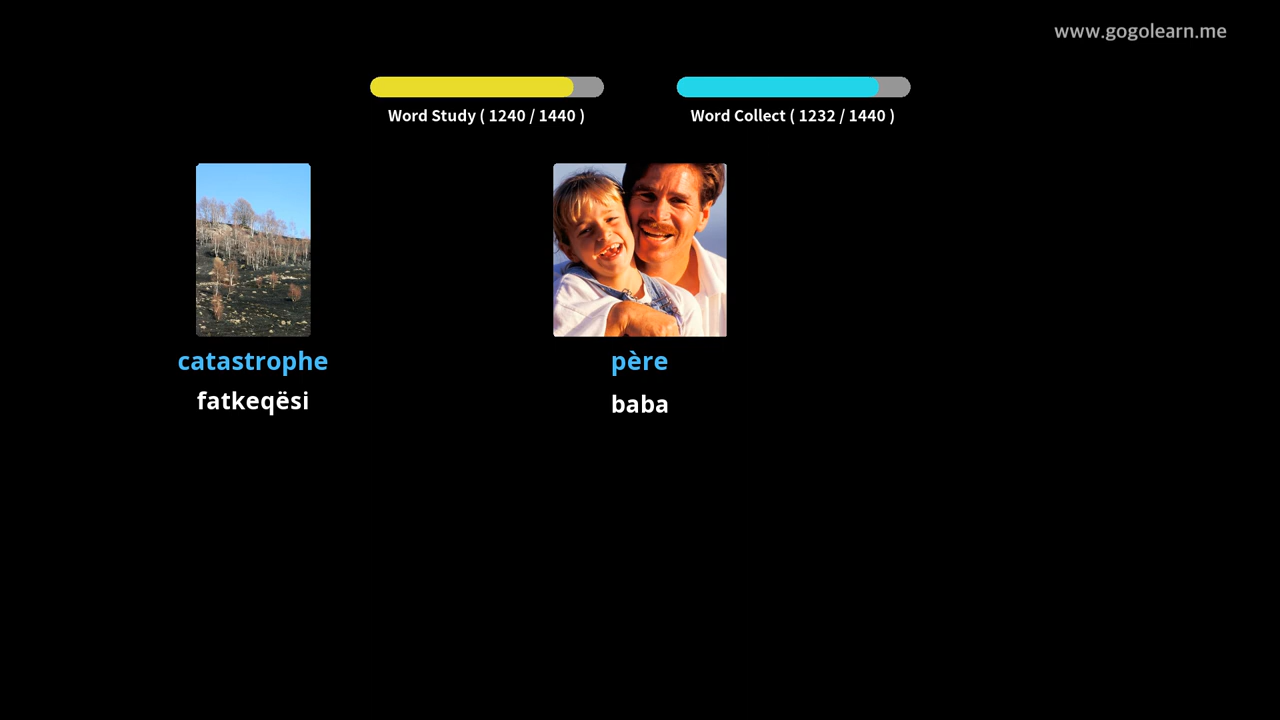 www.gogolearn.me
Word Study ( 1240 / 1440 )
Word Collect ( 1232 / 1440 )
catastrophe
père
fatkeqësi
baba